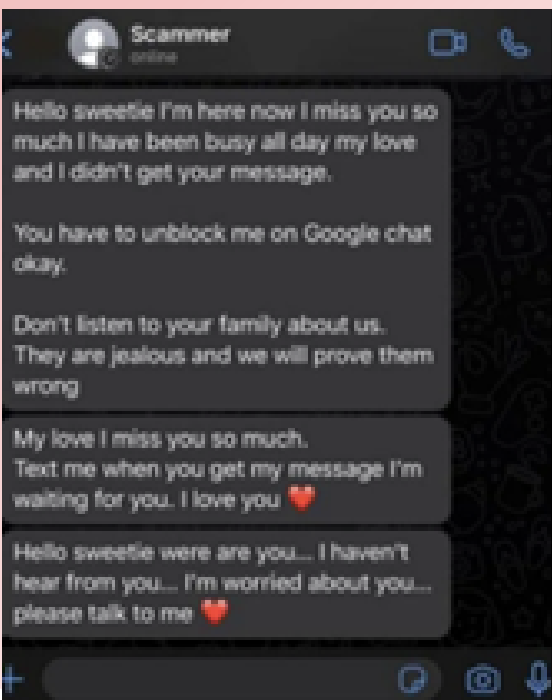 Scammer
online
Hello sweetie I'm here now I miss you so
much I have been busy all day my love
and I didn't get your message.
You have to unblock me on Google chat
okay.
Don't listen to your family about us.
They are jealous and we will prove them
wrong
My love I miss you so much.
Text me when you get my message I'm
waiting for you. I love you ❤️
Hello sweetie were are you... I haven't
hear from you... I'm worried about you...
please talk to me ❤️